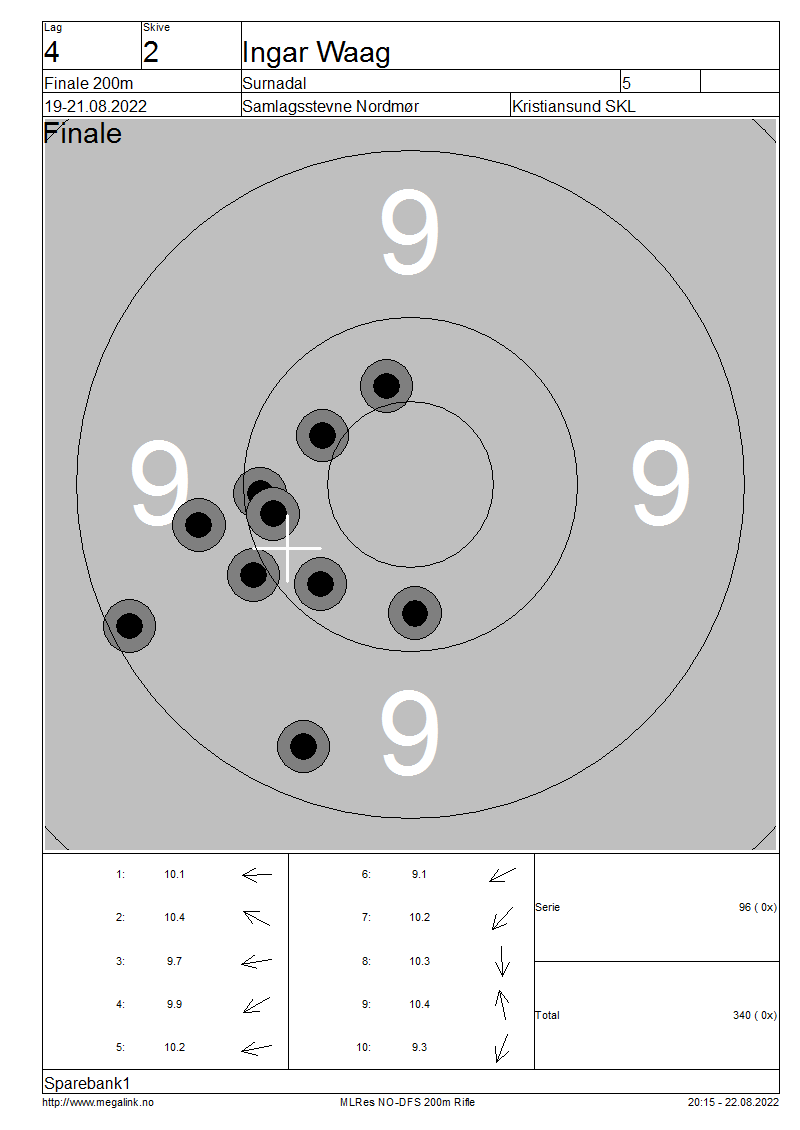 Lag
Skive
4
2
Ingar Waag
Finale 200m
Surnadal
5
19-21.08.2022
Samlagsstevne Nordmør
Kristiansund SKL
Finale
9
9
9
9
1: 10.1
6: 9.1
2: 10.4
7: 10.2
3: 9.7
8: 10.3
4: 9.9
9: 10.4
5: 10.2
10: 9.3
Serie 96 ( 0x)
Total 340 ( 0x)
Sparebank1
http://www.megalink.no
MLRes NO-DFS 200m Rifle
20:15 - 22.08.2022